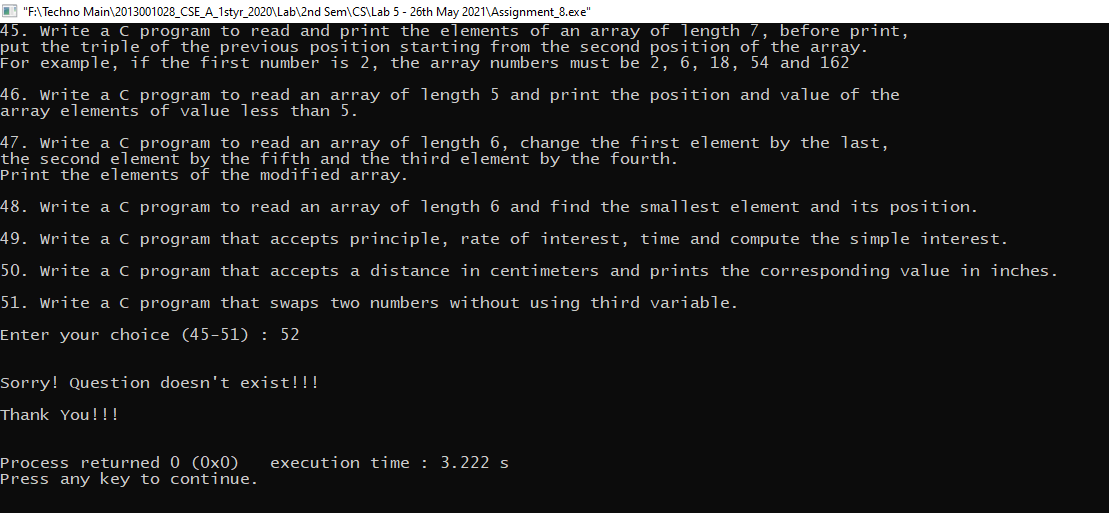 "F:\Techno Main\2013001028_CSE_A_1styr_2020\Lab\2nd Sem\CS\Lab 5 - 26th May 2021\Assignment_8.exe"
45. Write a C program to read and print the elements of an array of length 7, before print,
put the triple of the previous position starting from the second position of the array.
For example, if the first number is 2, the array numbers must be 2, 6, 18, 54 and 162
46. Write a C program to read an array of length 5 and print the position and value of the
array elements of value less than 5.
47. Write a C program to read an array of length 6, change the first element by the last,
the second element by the fifth and the third element by the fourth.
Print the elements of the modified array.
48. Write a C program to read an array of length 6 and find the smallest element and its position.
49. Write a C program that accepts principle, rate of interest, time and compute the simple interest.
50. Write a C program that accepts a distance in centimeters and prints the corresponding value in inches.
51. Write a C program that swaps two numbers without using third variable.
Enter your choice (45-51) : 52
Sorry! Question doesn't exist!!!
Thank You!!!
Process returned 0 (0x0)   execution time : 3.222 s
Press any key to continue.